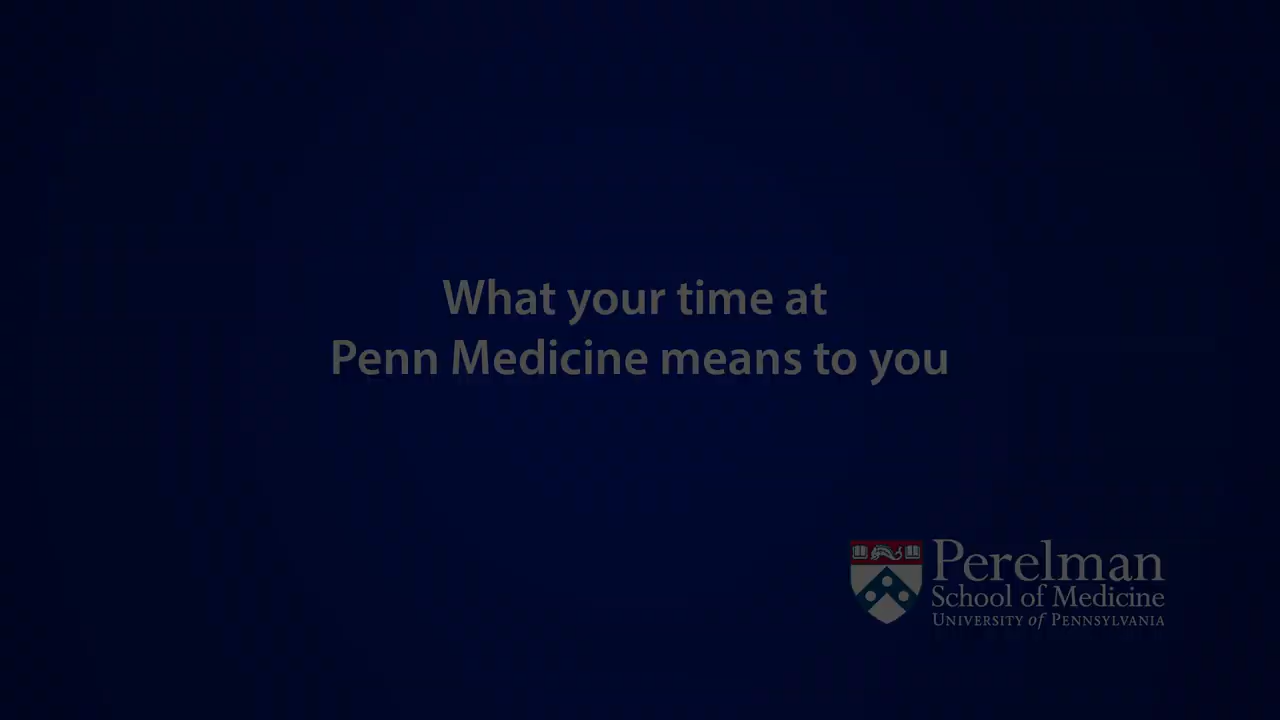 What your time at
Penn Medicine means to you
Perelman
School of Medicine
UNIVERSITY of PENNSYLVANIA